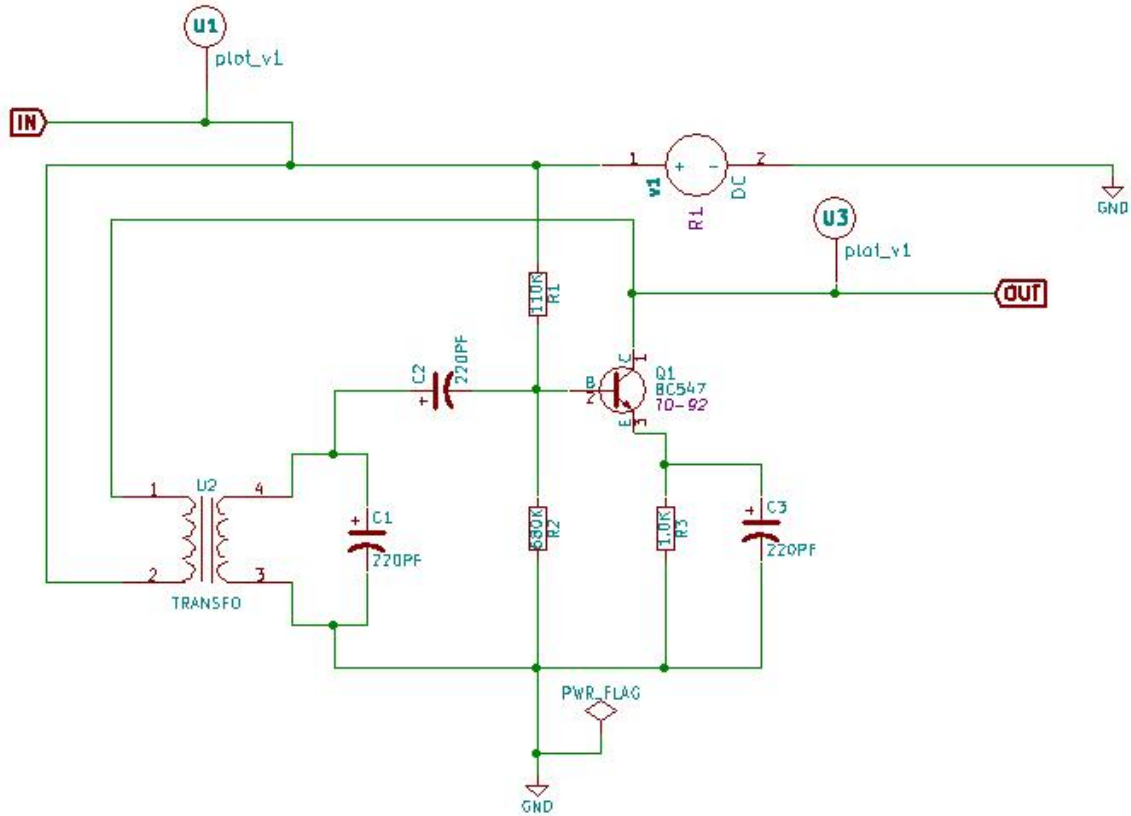 U1
plot_v1
IN
1
+
-
2
v1
DC
R1
GND
U3
plot_v1
OUT
110K
R1
C2
220PF
+
B
2
C
1
Q1
BC547
TO-92
E
3
U2
1
4
2
3
TRANSFO
+
C1
220PF
680K
R2
1.0K
R3
+
C3
220PF
PWR_FLAG
GND